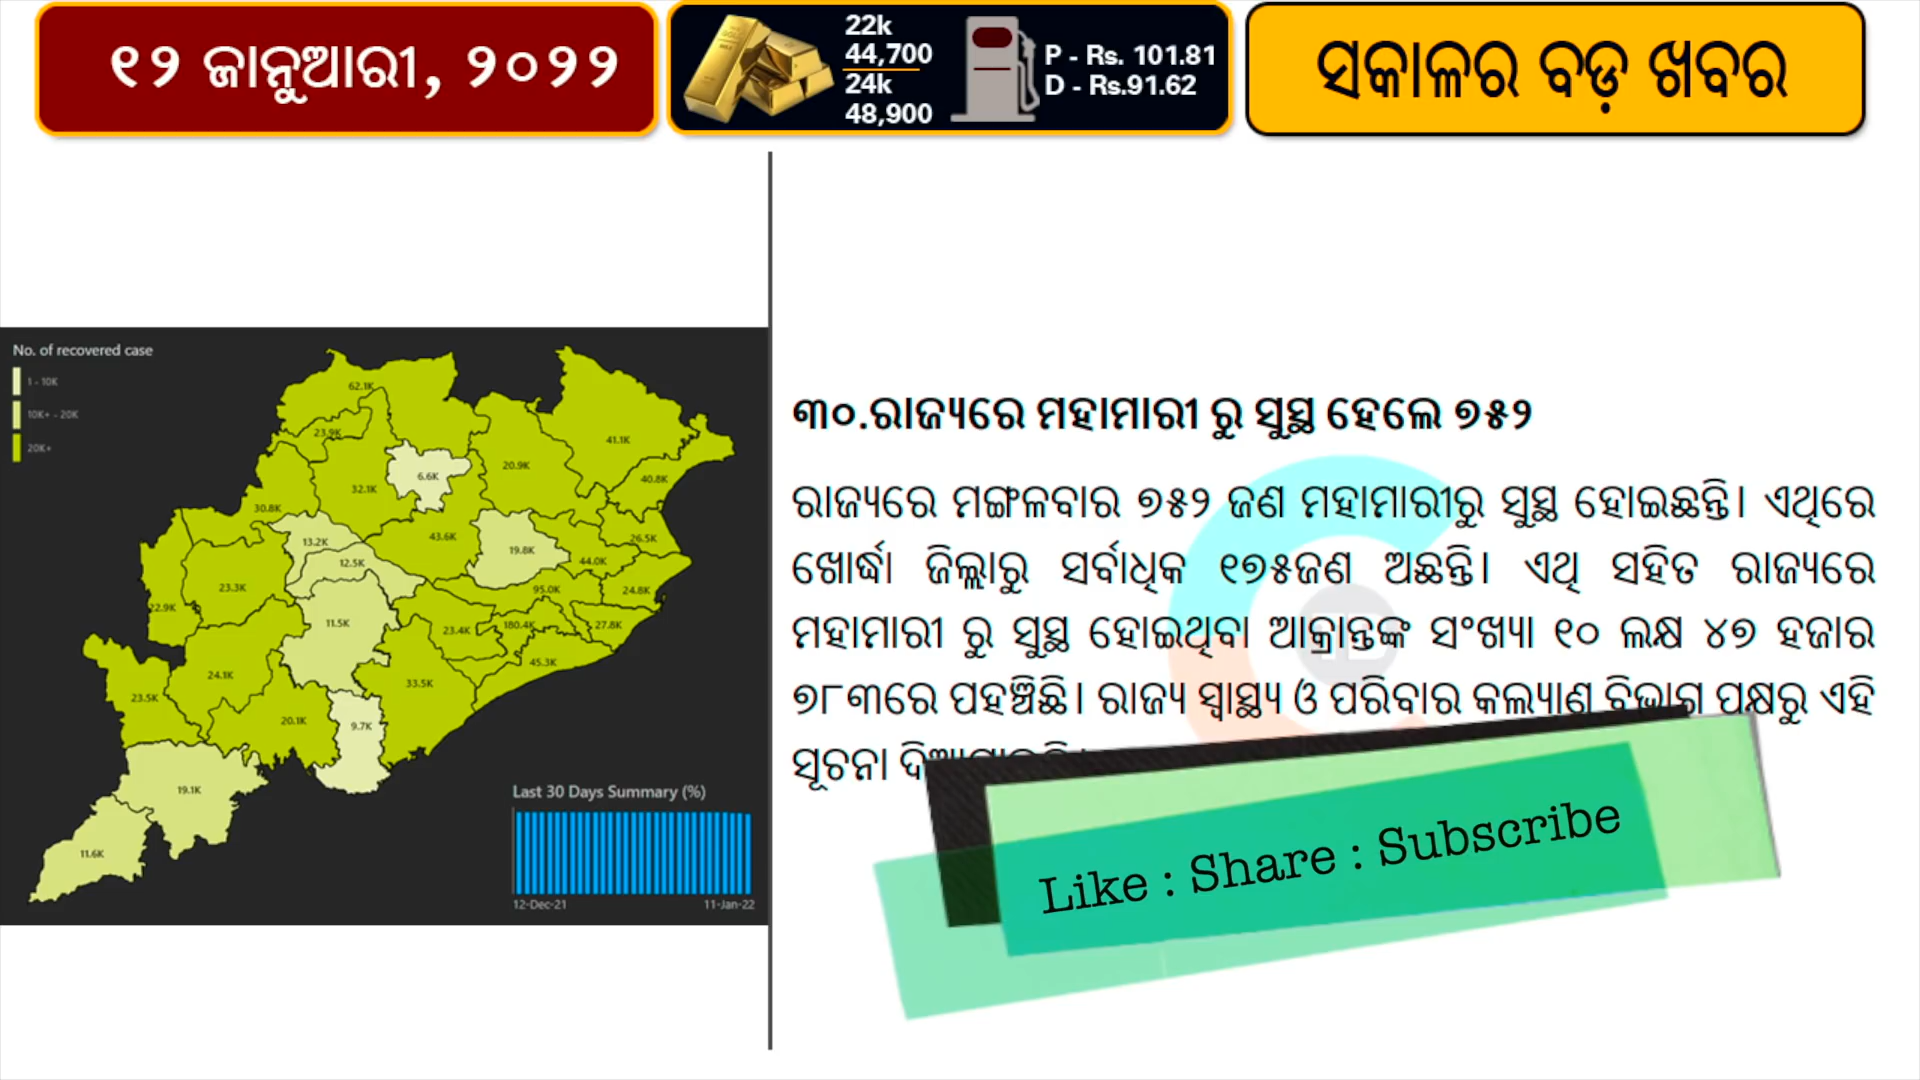 ୧୨ ଜାନୁଆରୀ, ୨୦୨୨
22k
44,700
24k
48,900
P - Rs. 101.81
D - Rs.91.62
ସକାଳର ବଡ଼ ଖବର
No. of recovered case
1 - 10K
10K+ - 20K
20K+
62.1K
23.9K
41.1K
6.6K
20.9K
40.8K
32.1K
30.8K
13.2K
43.6K
19.8K
26.5K
12.5K
44.0K
23.3K
95.0K
24.8K
22.9K
11.5K
23.4K
180.4K
27.8K
45.3K
24.1K
33.5K
23.5K
20.1K
9.7K
19.1K
11.6K
Last 30 Days Summary (%)
12-Dec-21
11-Jan-22
୩୦.ରାଜ୍ୟରେ ମହାମାରୀ ରୁ ସୁସ୍ଥ ହେଲେ ୭୫୨
ରାଜ୍ୟରେ ମଙ୍ଗଳବାର ୭୫୨ ଜଣ ମହାମାରୀରୁ ସୁସ୍ଥ ହୋଇଛନ୍ତି। ଏଥିରେ
ଖୋର୍ଦ୍ଧା ଜିଲ୍ଲାରୁ ସର୍ବାଧିକ ୧୭୫ଜଣ ଅଛନ୍ତି। ଏଥି ସହିତ ରାଜ୍ୟରେ
ମହାମାରୀ ରୁ ସୁସ୍ଥ ହୋଇଥିବା ଆକ୍ରାନ୍ତଙ୍କ ସଂଖ୍ୟା ୧୦ ଲକ୍ଷ ୪୭ ହଜାର
୭୮୩ରେ ପହଞ୍ଚିଛି। ରାଜ୍ୟ ସ୍ୱାସ୍ଥ୍ୟ ଓ ପରିବାର କଲ୍ୟାଣ ବିଭାଗ ପକ୍ଷରୁ ଏହି
ସୂଚନା
Like : Share : Subscribe